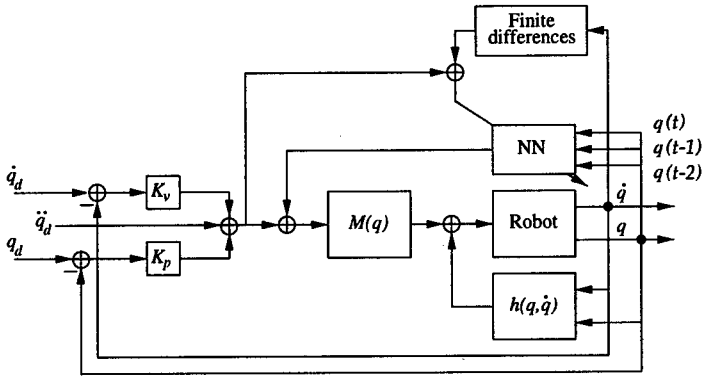 Finite
differences
q(t)
NN
q(t-1)
q(t-2)
q̇_d
K_v
q̈_d
M(q)
Robot
q̇
q
q_d
K_p
h(q,q̇)